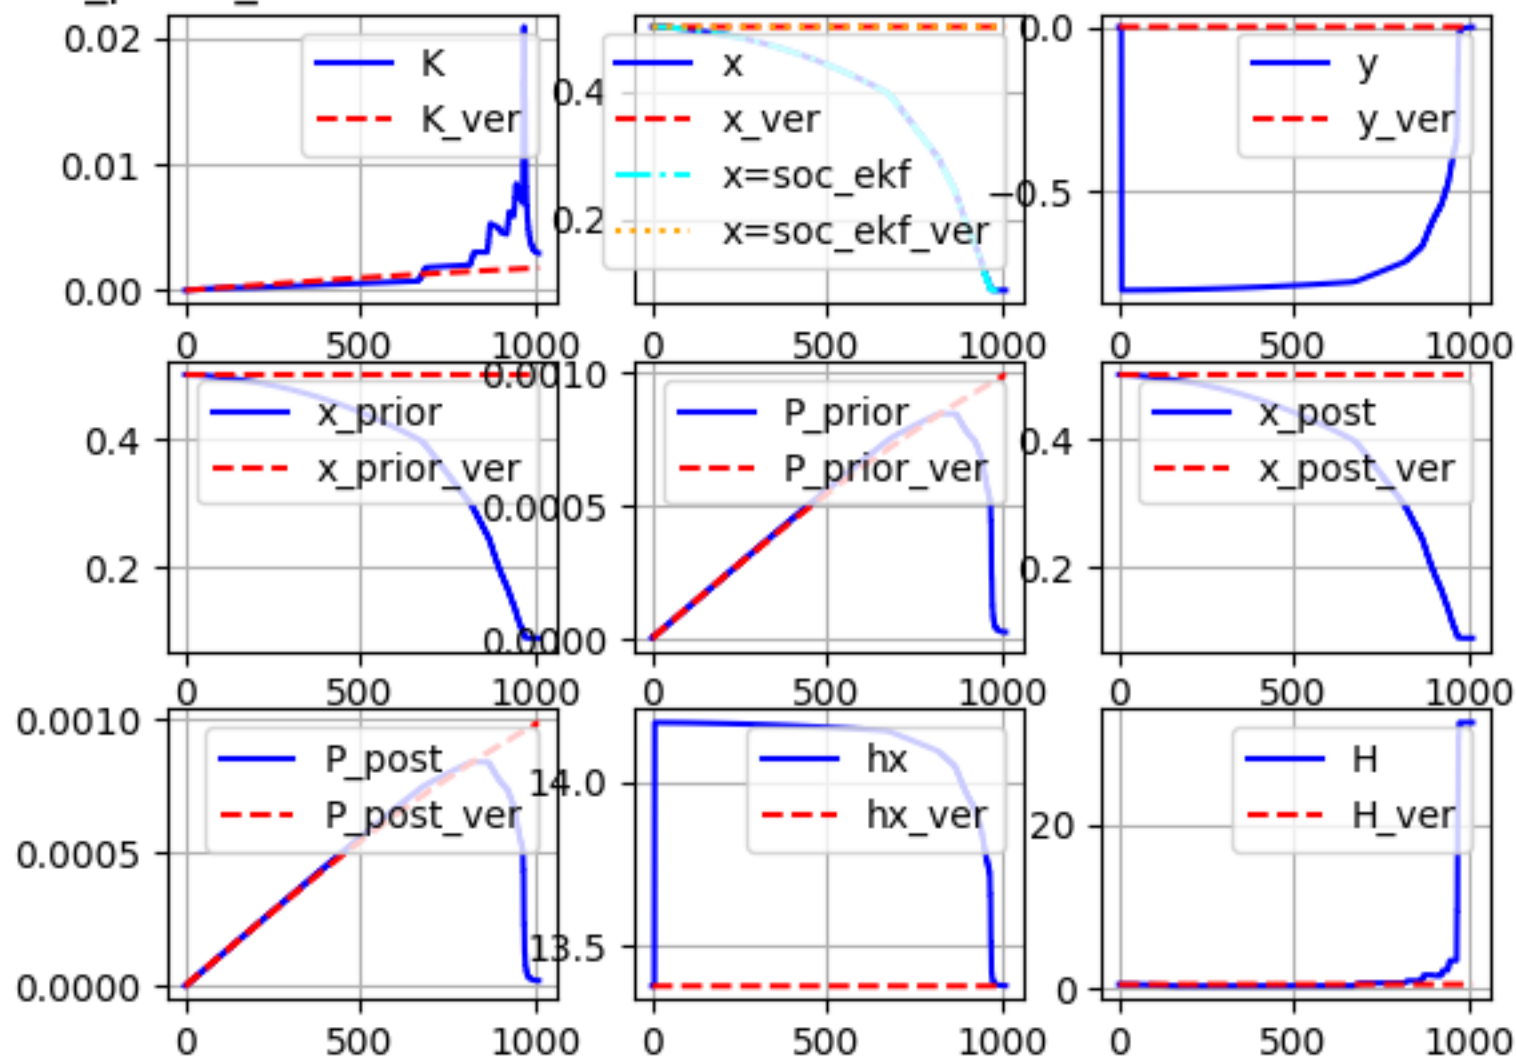 0.02
0.01
0.00
K
K_ver
0 500 1000
0.4
0.2
x
x_ver
x=soc_ekf
x=soc_ekf_ver
0 500 1000
0.0
−0.5
y
y_ver
0 500 1000
0.4
0.2
x_prior
x_prior_ver
0 500 1000
0.0010
0.0005
0.0000
P_prior
P_prior_ver
0 500 1000
0.4
0.2
x_post
x_post_ver
0 500 1000
0.0010
0.0005
0.0000
P_post
P_post_ver
0 500 1000
14.0
13.5
hx
hx_ver
0 500 1000
20
0
H
H_ver
0 500 1000